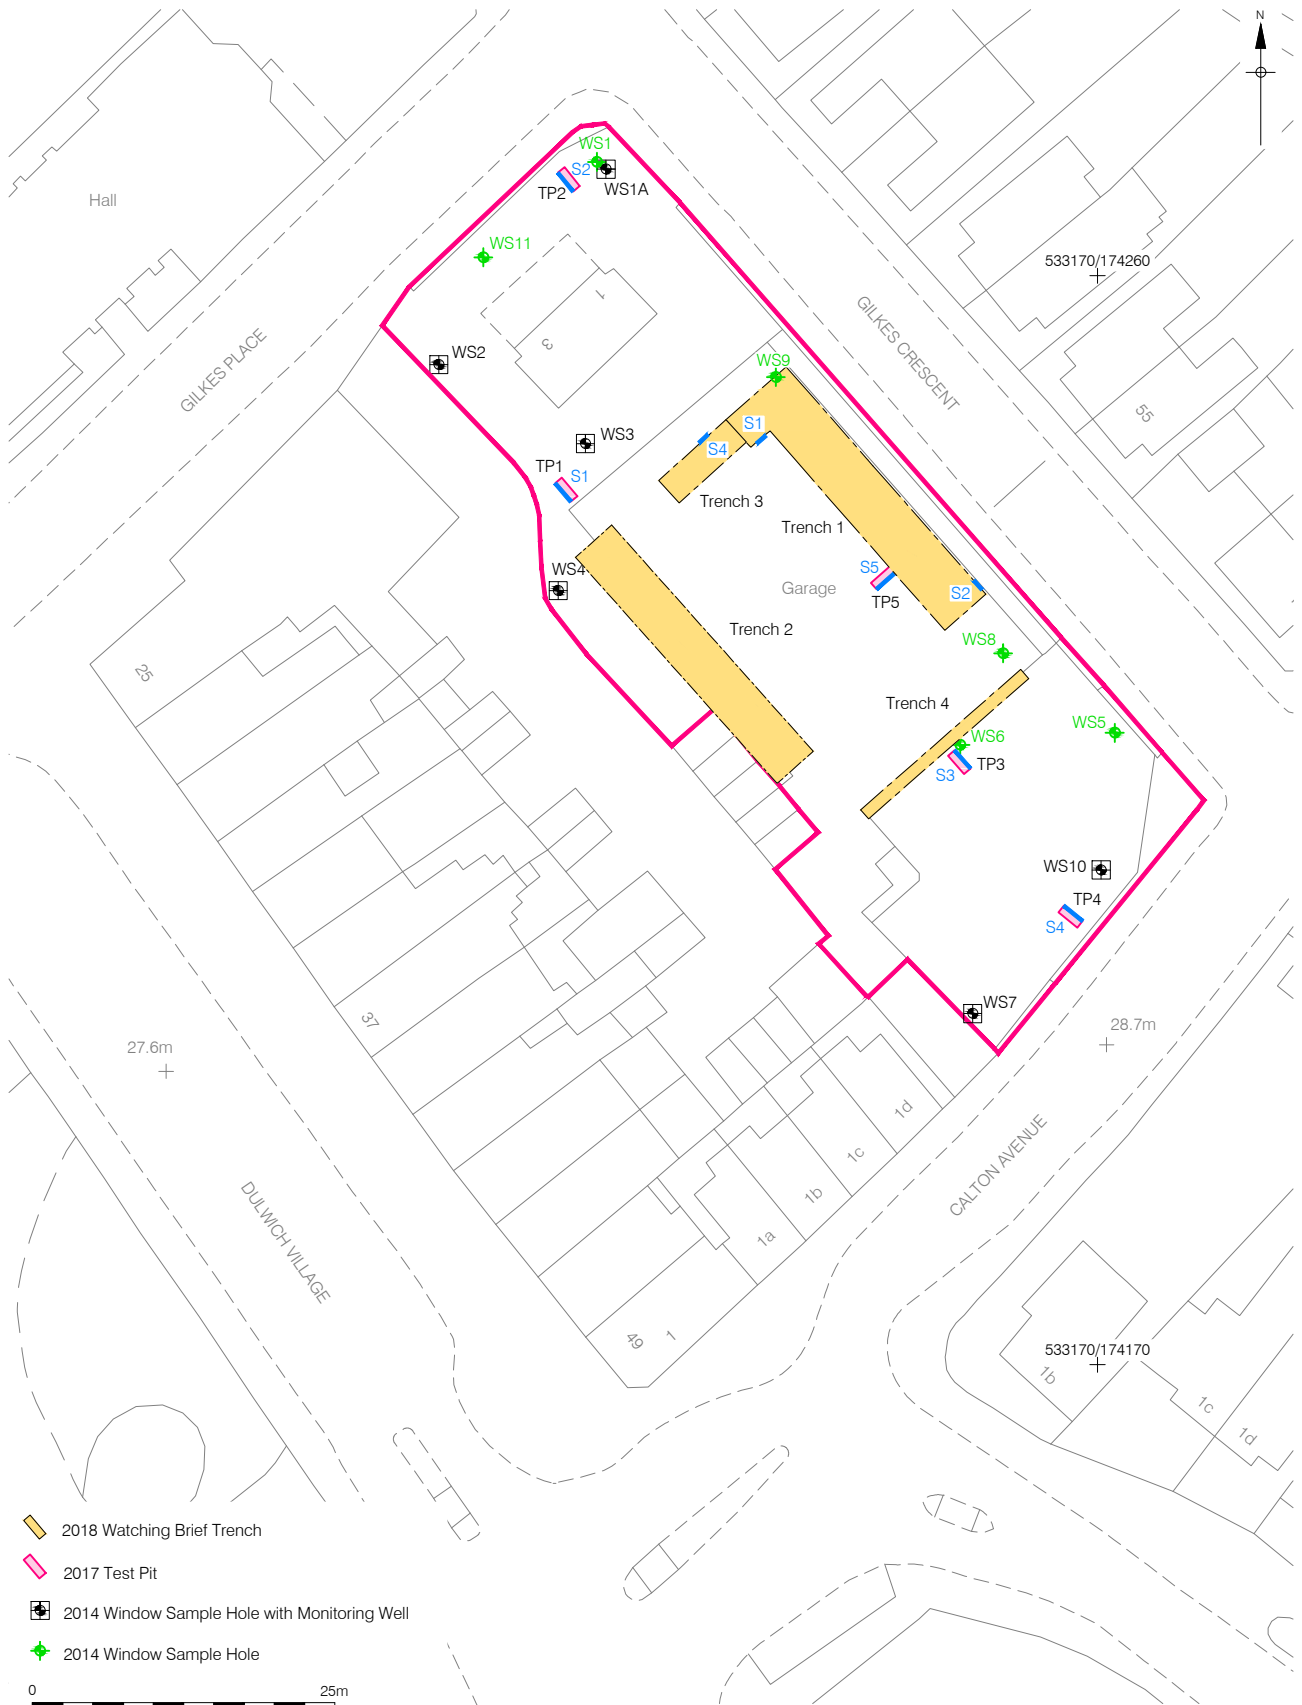 N
WS1
S2
TP2
WS1A
Hall
WS11
533170/174260
GILKES PLACE
GILKES CRESCENT
1
3
WS2
WS9
55
S1
S4
WS3
TP1
S1
Trench 3
Trench 1
WS4
S5
Garage
S2
TP5
Trench 2
WS8
25
Trench 4
WS5
WS6
S3
TP3
WS10
TP4
S4
37
WS7
28.7m
27.6m
1d
CALTON AVENUE
1c
1b
DULWICH VILLAGE
1a
49
1
533170/174170
1b
1c
1d
2018 Watching Brief Trench
2017 Test Pit
2014 Window Sample Hole with Monitoring Well
2014 Window Sample Hole
0 25m